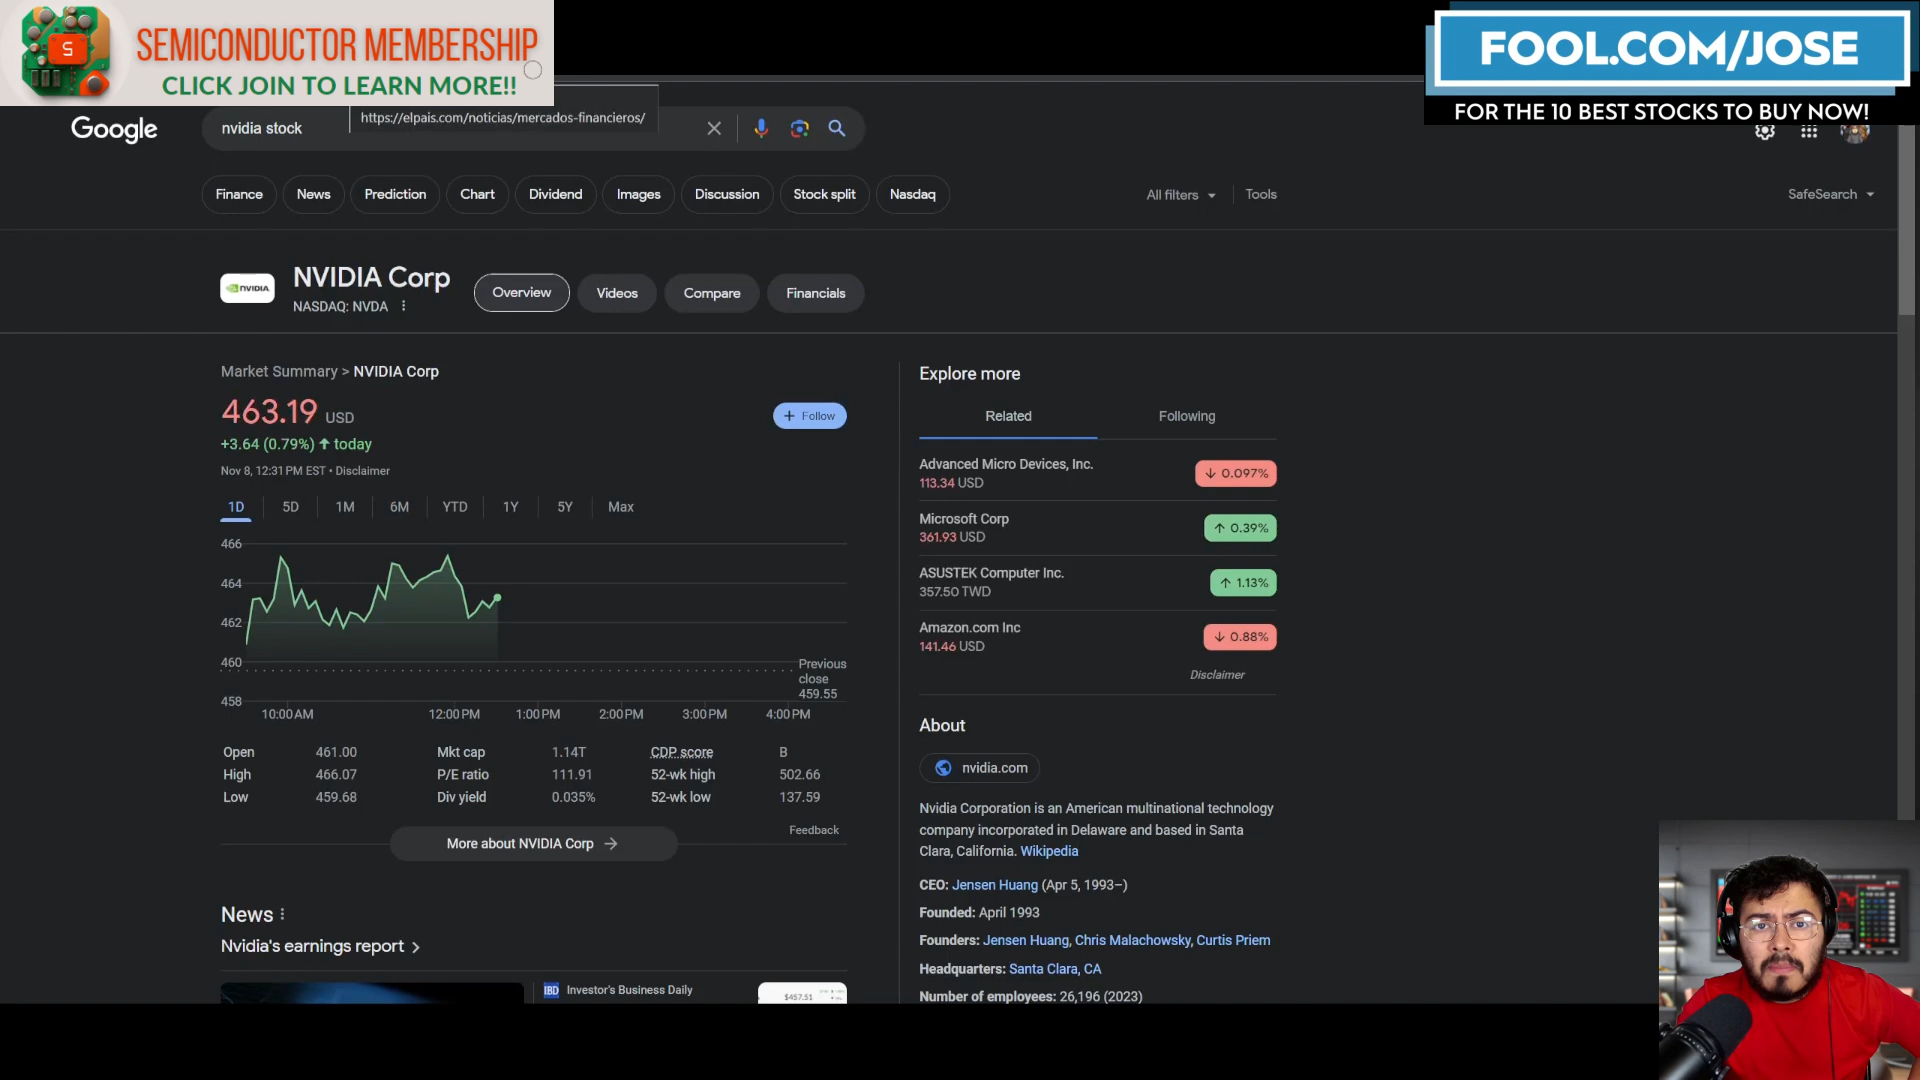 SEMICONDUCTOR MEMBERSHIP
CLICK JOIN TO LEARN MORE!!
FOOL.COM/JOSE
FOR THE 10 BEST STOCKS TO BUY NOW!
Google
nvidia stock
https://elpais.com/noticias/mercados-financieros/
Finance News Prediction Chart Dividend Images Discussion Stock split Nasdaq
All filters Tools SafeSearch
NVIDIA
NVIDIA Corp
NASDAQ: NVDA
Overview Videos Compare Financials
Market Summary > NVIDIA Corp
463.19 USD
+ Follow
+3.64 (0.79%) ↑ today
Nov 8, 12:31 PM EST • Disclaimer
1D 5D 1M 6M YTD 1Y 5Y Max
466
464
462
460
458
Previous
close
459.55
10:00 AM 12:00 PM 1:00 PM 2:00 PM 3:00 PM 4:00 PM
Open 461.00 Mkt cap 1.14T CDP score B
High 466.07 P/E ratio 111.91 52-wk high 502.66
Low 459.68 Div yield 0.035% 52-wk low 137.59
Feedback
More about NVIDIA Corp →
News
Nvidia's earnings report >
IBD Investor's Business Daily
$457.51
Explore more
Related Following
Advanced Micro Devices, Inc.
113.34 USD
↓ 0.097%
Microsoft Corp
361.93 USD
↑ 0.39%
ASUSTEK Computer Inc.
357.50 TWD
↑ 1.13%
Amazon.com Inc
141.46 USD
↓ 0.88%
Disclaimer
About
nvidia.com
Nvidia Corporation is an American multinational technology
company incorporated in Delaware and based in Santa
Clara, California. Wikipedia
CEO: Jensen Huang (Apr 5, 1993–)
Founded: April 1993
Founders: Jensen Huang, Chris Malachowsky, Curtis Priem
Headquarters: Santa Clara, CA
Number of employees: 26,196 (2023)